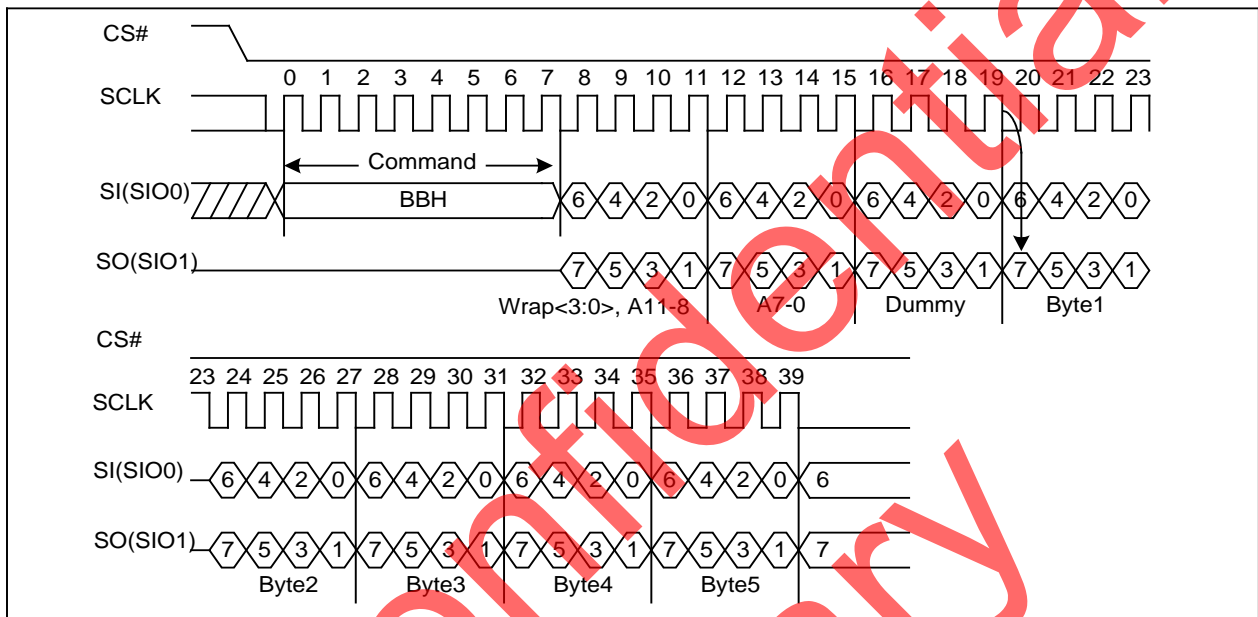 CS#
0 1 2 3 4 5 6 7 8 9 10 11 12 13 14 15 16 17 18 19 20 21 22 23
SCLK
Command
SI(SIO0) BBH 6 4 2 0 6 4 2 0 6 4 2 0 6 4 2 0
SO(SIO1) 7 5 3 1 7 5 3 1 7 5 3 1 7 5 3 1
Wrap<3:0>, A11-8 A7-0 Dummy Byte1
CS#
23 24 25 26 27 28 29 30 31 32 33 34 35 36 37 38 39
SCLK
SI(SIO0) 6 4 2 0 6 4 2 0 6 4 2 0 6 4 2 0 6
SO(SIO1) 7 5 3 1 7 5 3 1 7 5 3 1 7 5 3 1 7
Byte2 Byte3 Byte4 Byte5